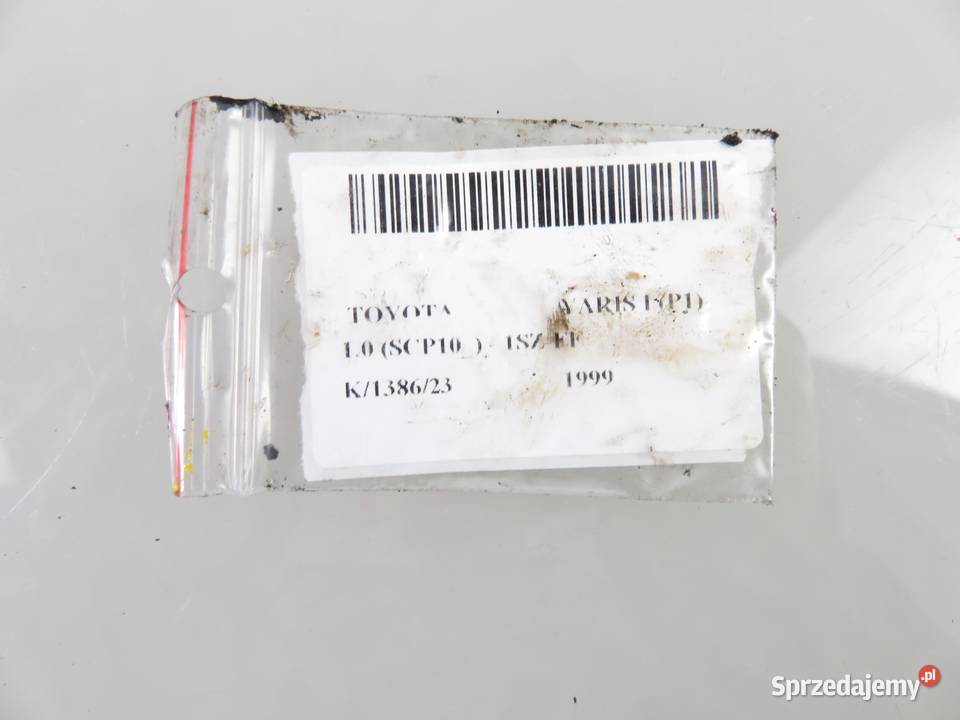 TOYOTA YARIS I (P1)
1.0 (SCP10_) 1SZ-FE
K/1386/23 1999
Sprzedajemy.pl